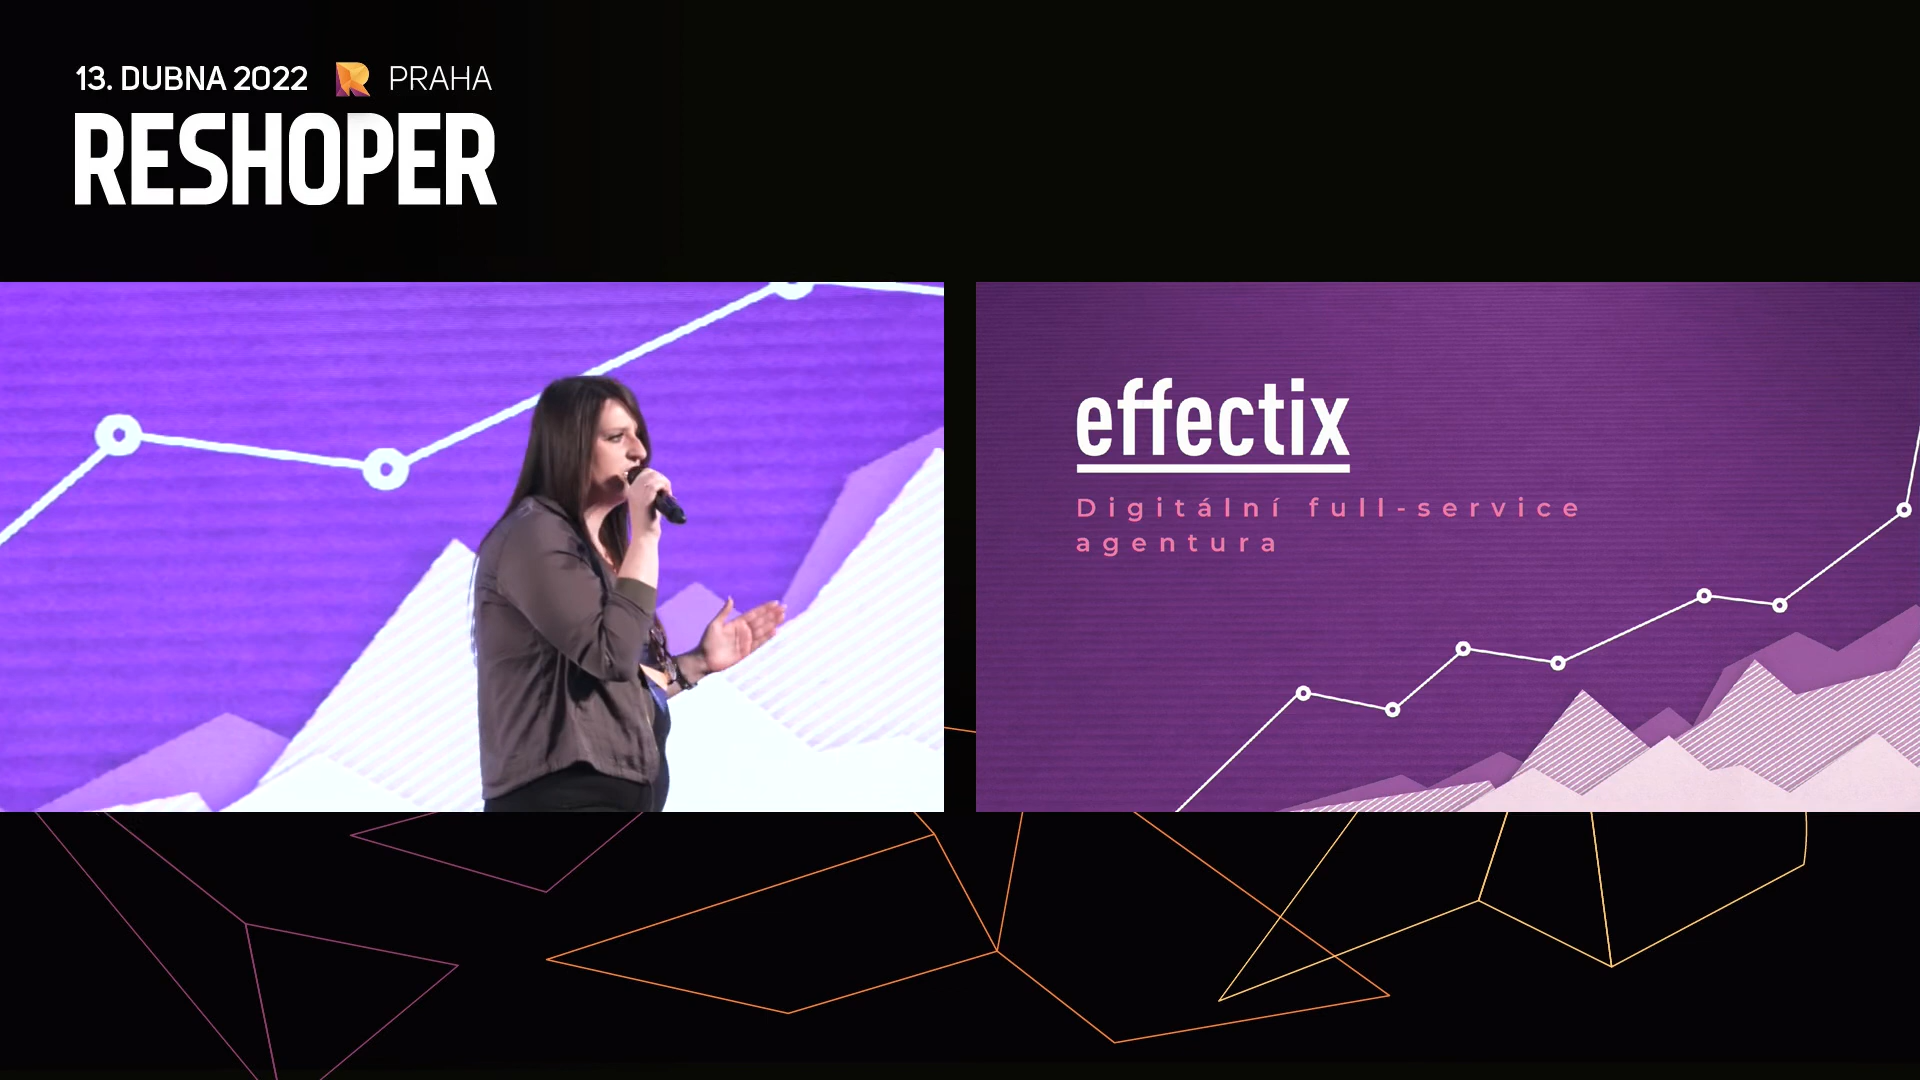 13. DUBNA 2022 PRAHA
RESHOPER
effectix
Digitální full-service
agentura